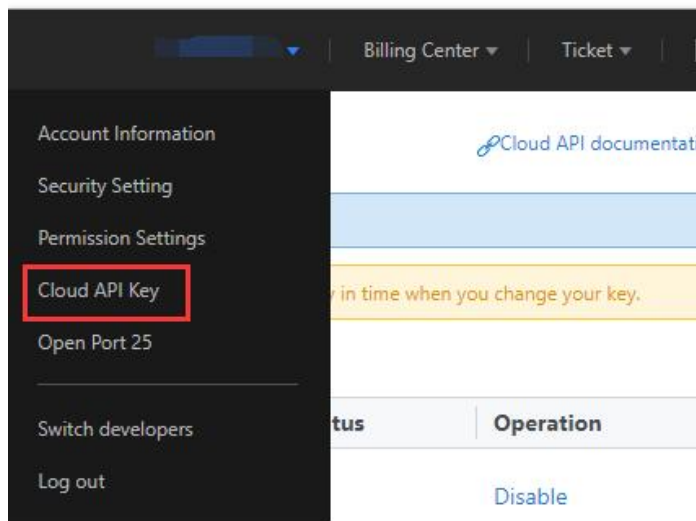 Billing Center Ticket
Account Information
Cloud API documentati
Security Setting
Permission Settings
Cloud API Key
in time when you change your key.
Open Port 25
tus Operation
Switch developers
Log out
Disable